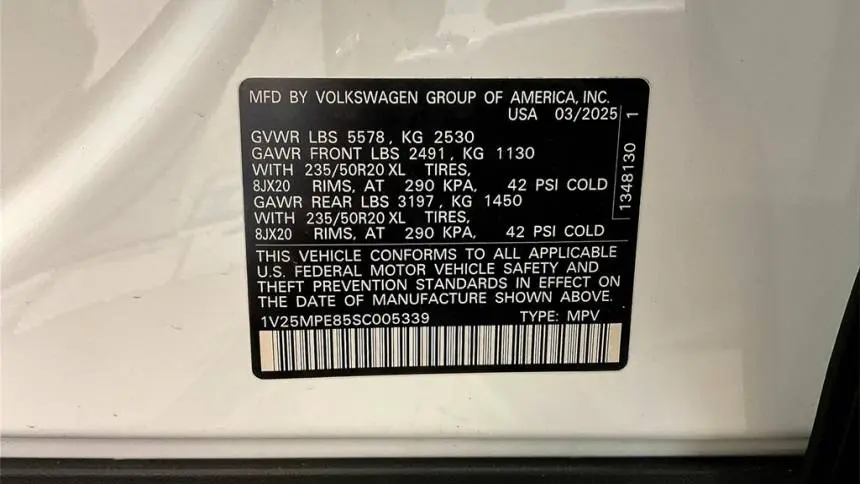 MFD BY VOLKSWAGEN GROUP OF AMERICA, INC.
USA 03/2025
GVWR LBS 5578, KG 2530
GAWR FRONT LBS 2491, KG 1130
WITH 235/50R20 XL TIRES,
8JX20 RIMS, AT 290 KPA, 42 PSI COLD
GAWR REAR LBS 3197, KG 1450
WITH 235/50R20 XL TIRES,
8JX20 RIMS, AT 290 KPA, 42 PSI COLD
THIS VEHICLE CONFORMS TO ALL APPLICABLE
U.S. FEDERAL MOTOR VEHICLE SAFETY AND
THEFT PREVENTION STANDARDS IN EFFECT ON
THE DATE OF MANUFACTURE SHOWN ABOVE.
1V25MPE85SC005339 TYPE: MPV
1348130 1